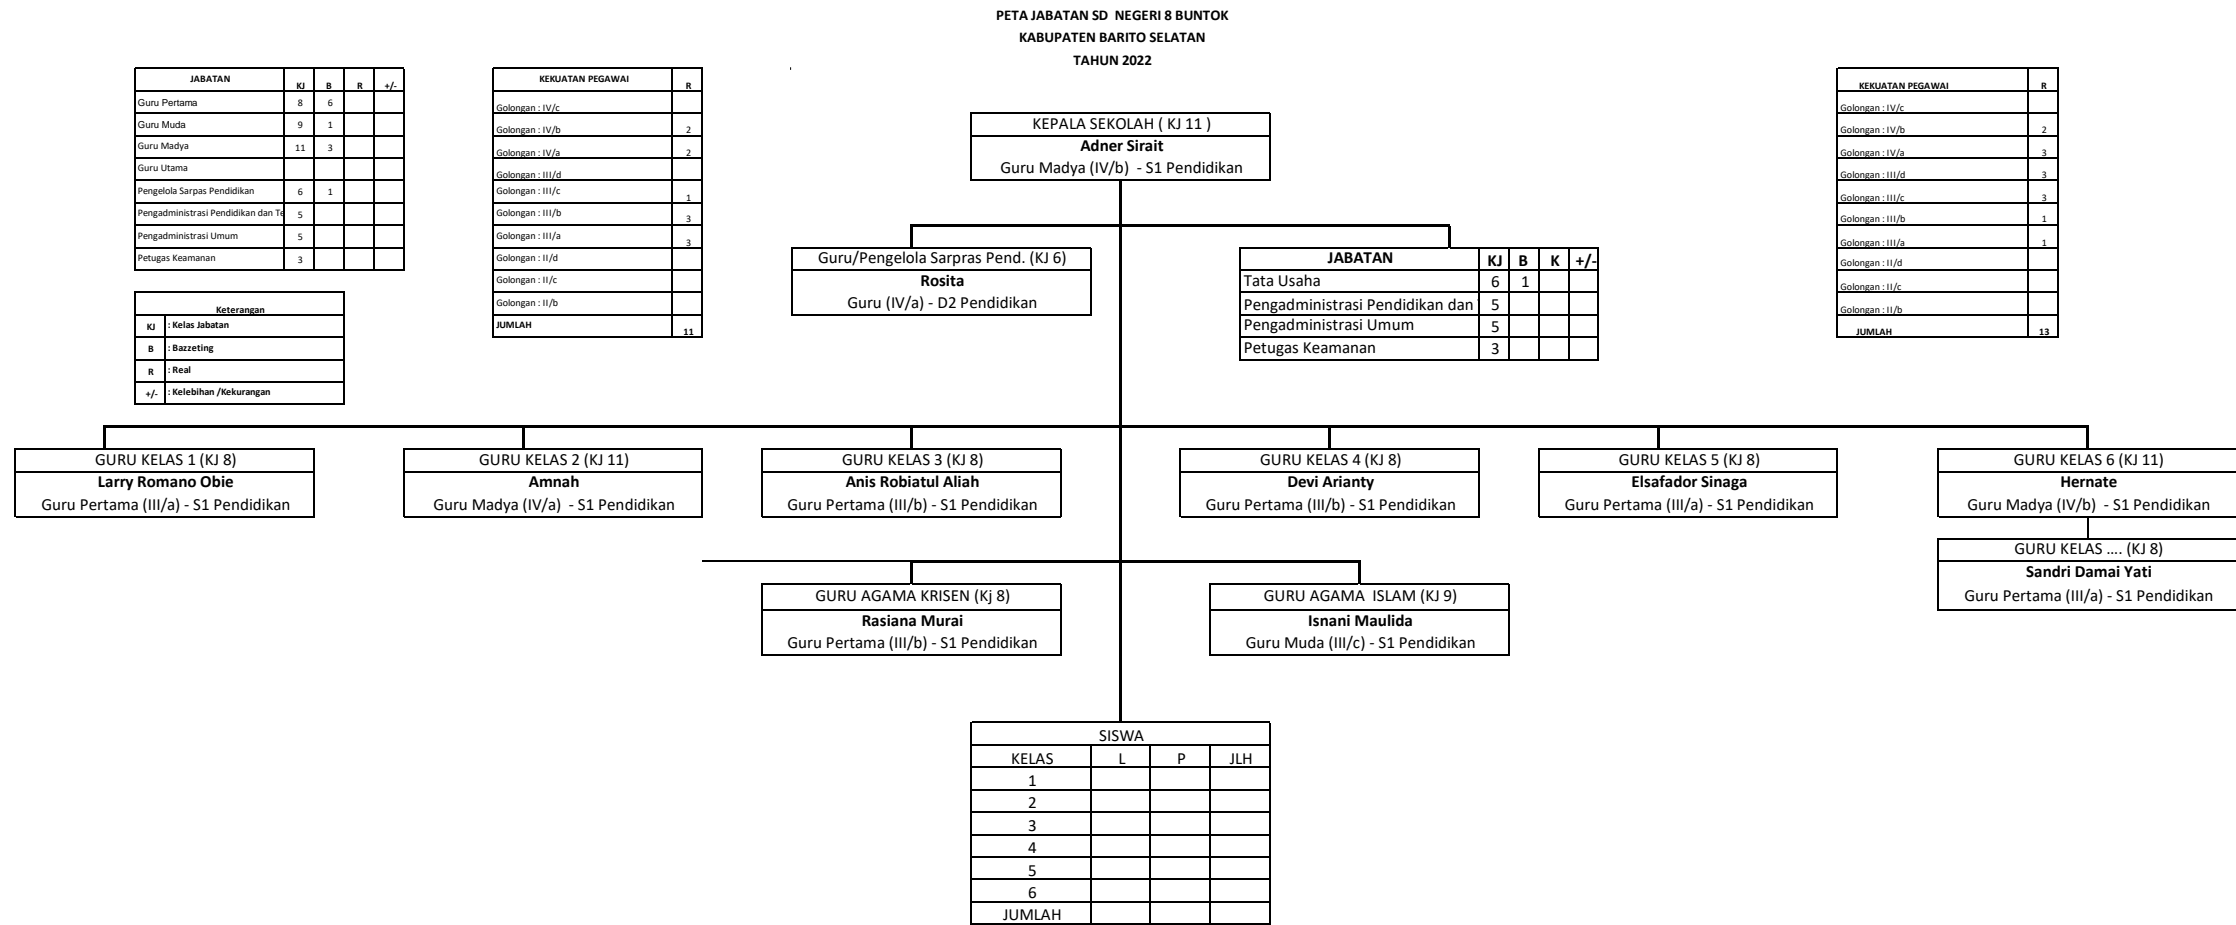 PETA JABATAN SD NEGERI 8 BUNTOK
KABUPATEN BARITO SELATAN
TAHUN 2022
JABATAN KJ B R +/-
Guru Pertama 8 6
Guru Muda 9 1
Guru Madya 11 3
Guru Utama
Pengelola Sarpas Pendidikan 6 1
Pengadministrasi Pendidikan dan Te 5
Pengadministrasi Umum 5
Petugas Keamanan 3
Keterangan
KJ : Kelas Jabatan
B : Bazzeting
R : Real
+/- : Kelebihan /Kekurangan
KEKUATAN PEGAWAI R
Golongan : IV/c
Golongan : IV/b 2
Golongan : IV/a 2
Golongan : III/d
Golongan : III/c 1
Golongan : III/b 3
Golongan : III/a 3
Golongan : II/d
Golongan : II/c
Golongan : II/b
JUMLAH 11
KEPALA SEKOLAH ( KJ 11 )
Adner Sirait
Guru Madya (IV/b) - S1 Pendidikan
KEKUATAN PEGAWAI R
Golongan : IV/c
Golongan : IV/b 2
Golongan : IV/a 3
Golongan : III/d 3
Golongan : III/c 3
Golongan : III/b 1
Golongan : III/a 1
Golongan : II/d
Golongan : II/c
Golongan : II/b
JUMLAH 13
Guru/Pengelola Sarpras Pend. (KJ 6)
Rosita
Guru (IV/a) - D2 Pendidikan
JABATAN KJ B K +/-
Tata Usaha 6 1
Pengadministrasi Pendidikan dan 5
Pengadministrasi Umum 5
Petugas Keamanan 3
GURU KELAS 1 (KJ 8)
Larry Romano Obie
Guru Pertama (III/a) - S1 Pendidikan
GURU KELAS 2 (KJ 11)
Amnah
Guru Madya (IV/a) - S1 Pendidikan
GURU KELAS 3 (KJ 8)
Anis Robiatul Aliah
Guru Pertama (III/b) - S1 Pendidikan
GURU KELAS 4 (KJ 8)
Devi Arianty
Guru Pertama (III/b) - S1 Pendidikan
GURU KELAS 5 (KJ 8)
Elsafador Sinaga
Guru Pertama (III/a) - S1 Pendidikan
GURU KELAS 6 (KJ 11)
Hernate
Guru Madya (IV/b) - S1 Pendidikan
GURU KELAS .... (KJ 8)
Sandri Damai Yati
Guru Pertama (III/a) - S1 Pendidikan
GURU AGAMA KRISEN (Kj 8)
Rasiana Murai
Guru Pertama (III/b) - S1 Pendidikan
GURU AGAMA ISLAM (KJ 9)
Isnani Maulida
Guru Muda (III/c) - S1 Pendidikan
SISWA
KELAS L P JLH
1
2
3
4
5
6
JUMLAH